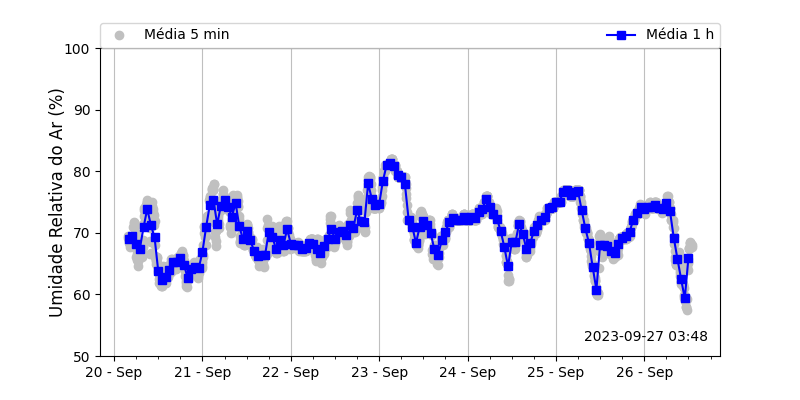 Média 5 min
Média 1 h
Umidade Relativa do Ar (%)
100
90
80
70
60
50
2023-09-27 03:48
20 - Sep
21 - Sep
22 - Sep
23 - Sep
24 - Sep
25 - Sep
26 - Sep